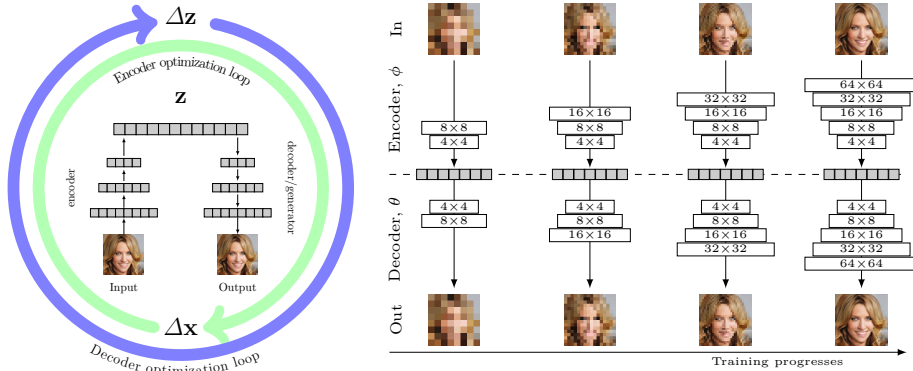 Δz
Encoder optimization loop
z
encoder
decoder/generator
Input
Output
Δx
Decoder optimization loop
In
Encoder, ϕ
Decoder, θ
Out
8×8
4×4
4×4
8×8
16×16
8×8
4×4
4×4
8×8
16×16
32×32
16×16
8×8
4×4
4×4
8×8
16×16
32×32
64×64
32×32
16×16
8×8
4×4
4×4
8×8
16×16
32×32
64×64
Training progresses